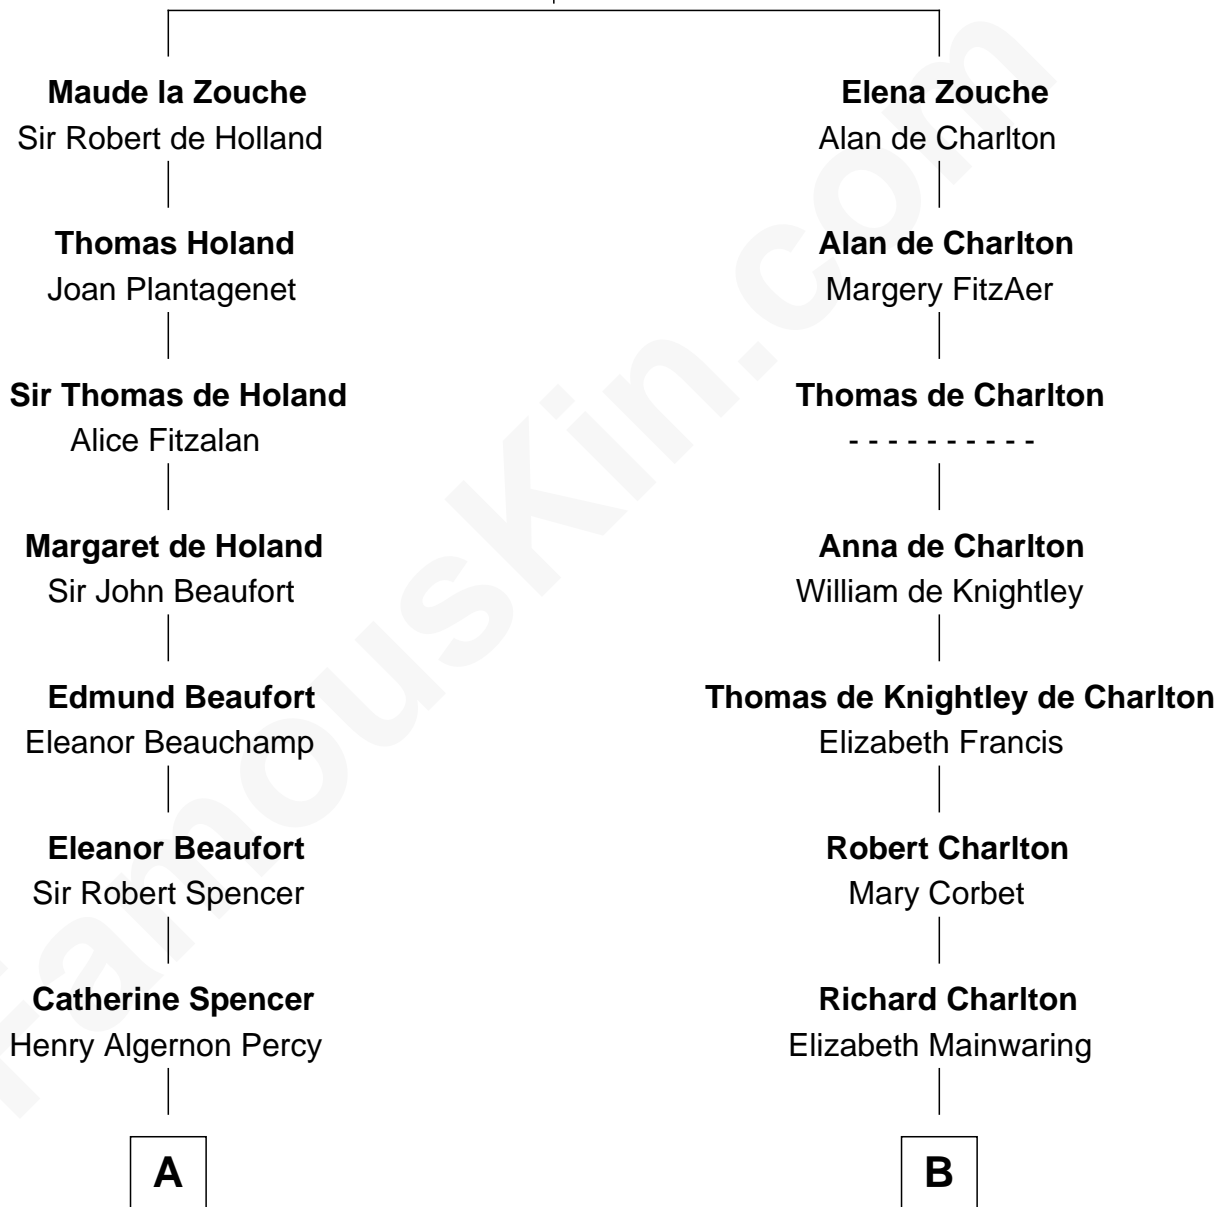 Maude la Zouche
Sir Robert de Holland
Elena Zouche
Alan de Charlton
Thomas Holand
Joan Plantagenet
Alan de Charlton
Margery FitzAer
Sir Thomas de Holand
Alice Fitzalan
Thomas de Charlton
- - - - - - - - - -
Margaret de Holand
Sir John Beaufort
Anna de Charlton
William de Knightley
Edmund Beaufort
Eleanor Beauchamp
Thomas de Knightley de Charlton
Elizabeth Francis
Eleanor Beaufort
Sir Robert Spencer
Robert Charlton
Mary Corbet
Catherine Spencer
Henry Algernon Percy
Richard Charlton
Elizabeth Mainwaring
A
B
FamousKin.com